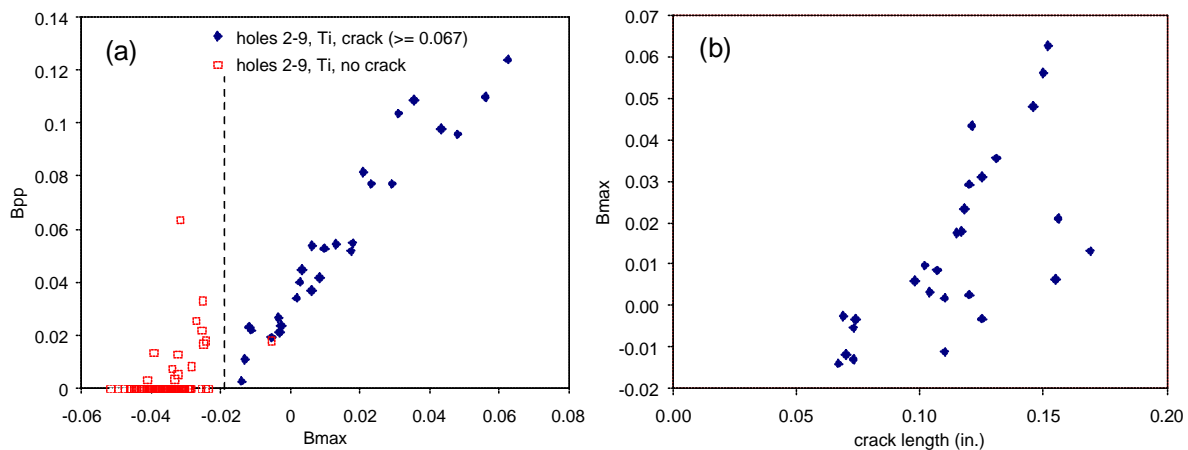 (a)
holes 2-9, Ti, crack (>= 0.067)
holes 2-9, Ti, no crack
0.14
0.12
0.1
0.08
0.06
0.04
0.02
0
Bpp
-0.06 -0.04 -0.02 0 0.02 0.04 0.06 0.08
Bmax
(b)
0.07
0.06
0.05
0.04
0.03
0.02
0.01
0.00
-0.01
-0.02
Bmax
0.00 0.05 0.10 0.15 0.20
crack length (in.)